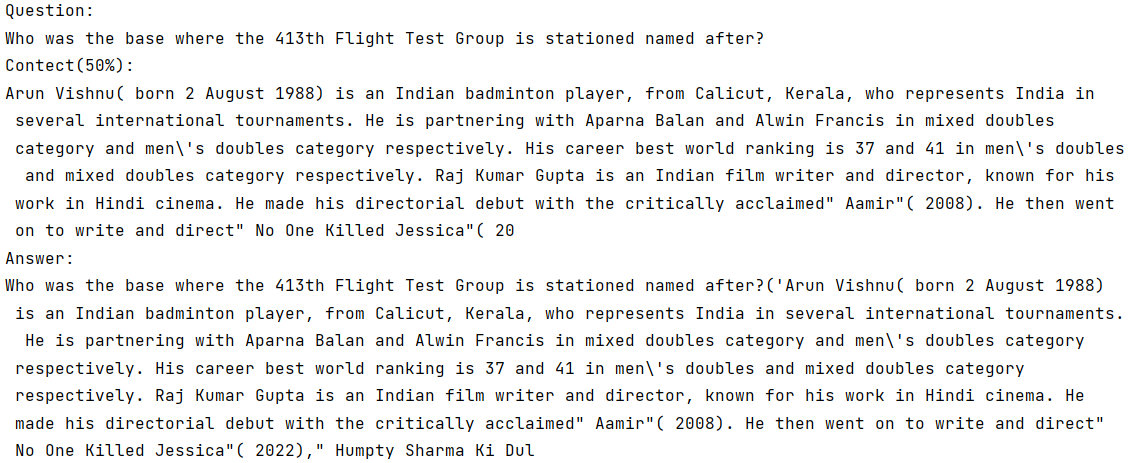 Question:
Who was the base where the 413th Flight Test Group is stationed named after?
Contect(50%):
Arun Vishnu( born 2 August 1988) is an Indian badminton player, from Calicut, Kerala, who represents India in
several international tournaments. He is partnering with Aparna Balan and Alwin Francis in mixed doubles
category and men\'s doubles category respectively. His career best world ranking is 37 and 41 in men\'s doubles
and mixed doubles category respectively. Raj Kumar Gupta is an Indian film writer and director, known for his
work in Hindi cinema. He made his directorial debut with the critically acclaimed" Aamir"( 2008). He then went
on to write and direct" No One Killed Jessica"( 20
Answer:
Who was the base where the 413th Flight Test Group is stationed named after?('Arun Vishnu( born 2 August 1988)
is an Indian badminton player, from Calicut, Kerala, who represents India in several international tournaments.
He is partnering with Aparna Balan and Alwin Francis in mixed doubles category and men\'s doubles category
respectively. His career best world ranking is 37 and 41 in men\'s doubles and mixed doubles category
respectively. Raj Kumar Gupta is an Indian film writer and director, known for his work in Hindi cinema. He
made his directorial debut with the critically acclaimed" Aamir"( 2008). He then went on to write and direct"
No One Killed Jessica"( 2022)," Humpty Sharma Ki Dul